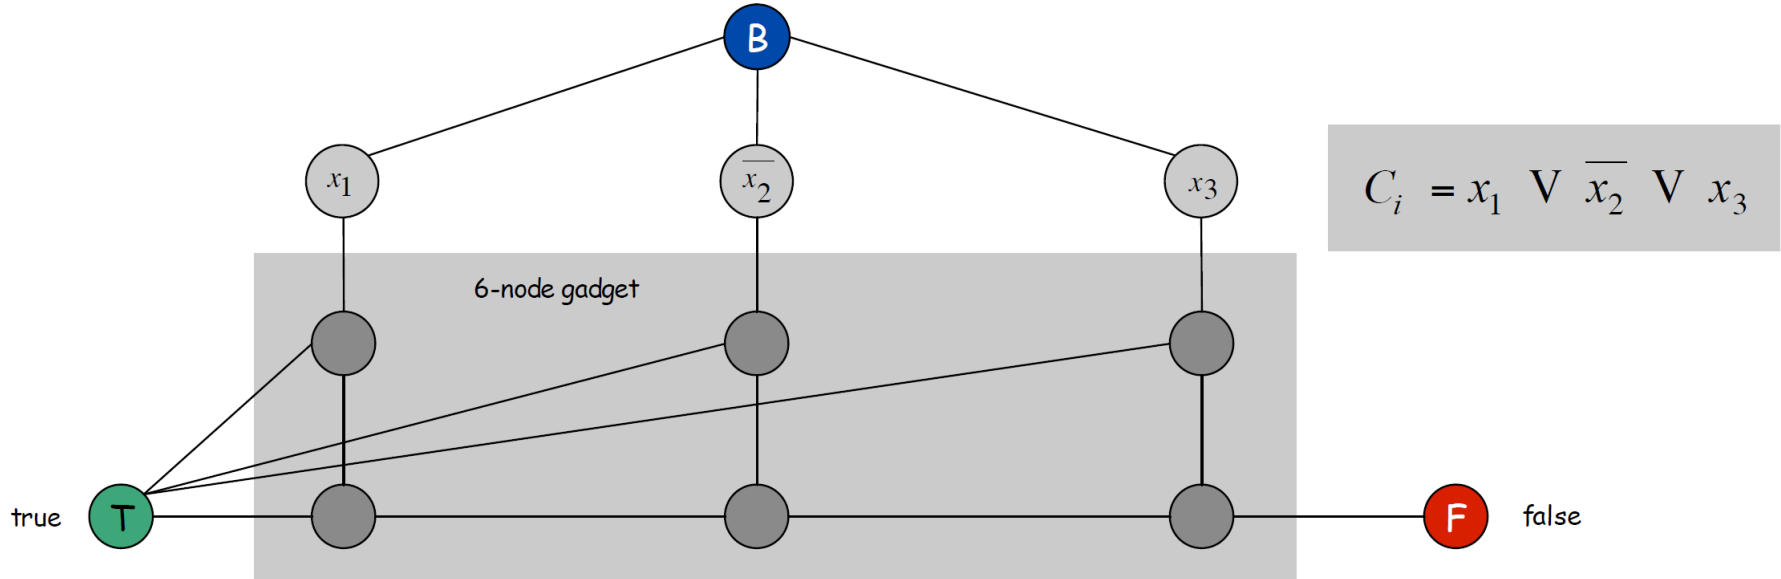 B
x₁
x̅₂
x₃
Cᵢ = x₁ V x̅₂ V x₃
6-node gadget
true
T
F
false